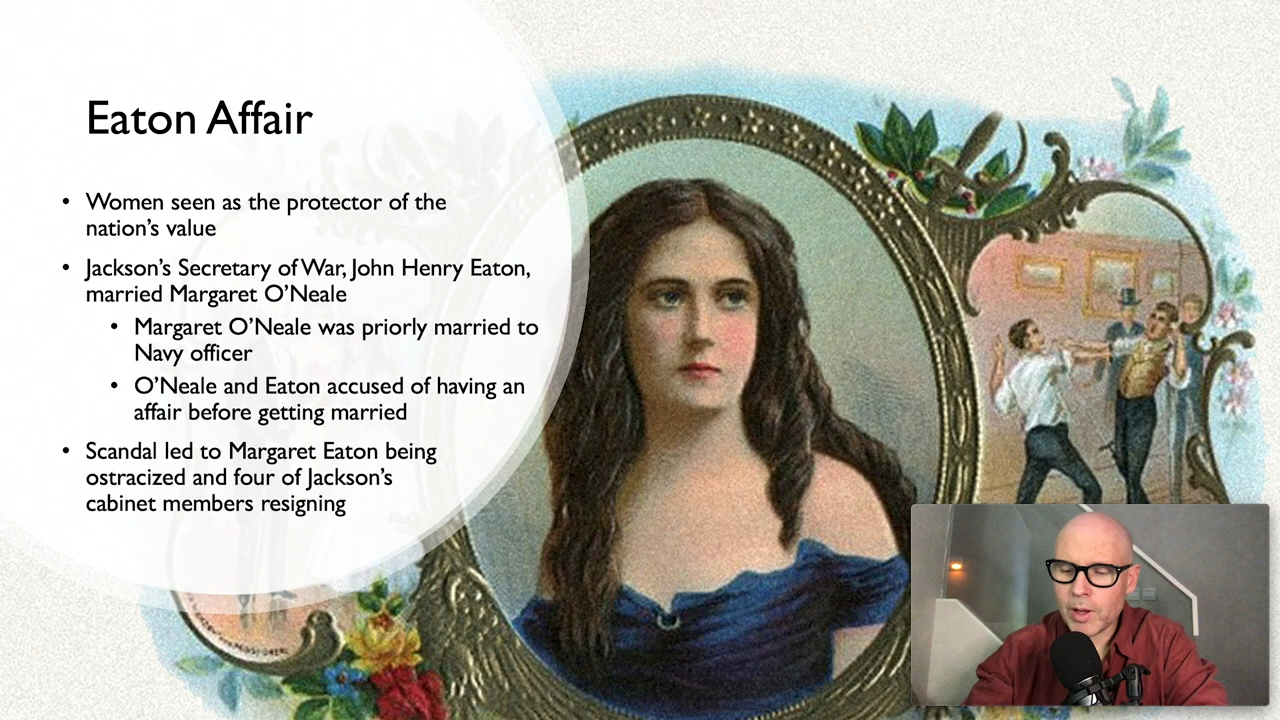 Eaton Affair
• Women seen as the protector of the
nation's value
• Jackson's Secretary of War, John Henry Eaton,
married Margaret O'Neale
• Margaret O'Neale was priorly married to
Navy officer
• O'Neale and Eaton accused of having an
affair before getting married
• Scandal led to Margaret Eaton being
ostracized and four of Jackson's
cabinet members resigning